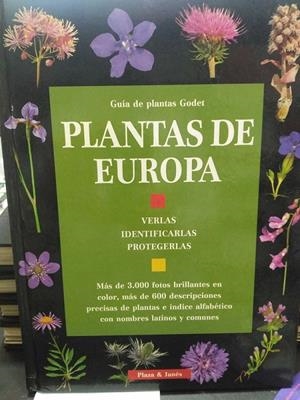 Guía de plantas Godet
PLANTAS DE
EUROPA
VERLAS
IDENTIFICARLAS
PROTEGERLAS
Más de 3.000 fotos brillantes en
color, más de 600 descripciones
precisas de plantas e índice alfabético
con nombres latinos y comunes
Plaza & Janés